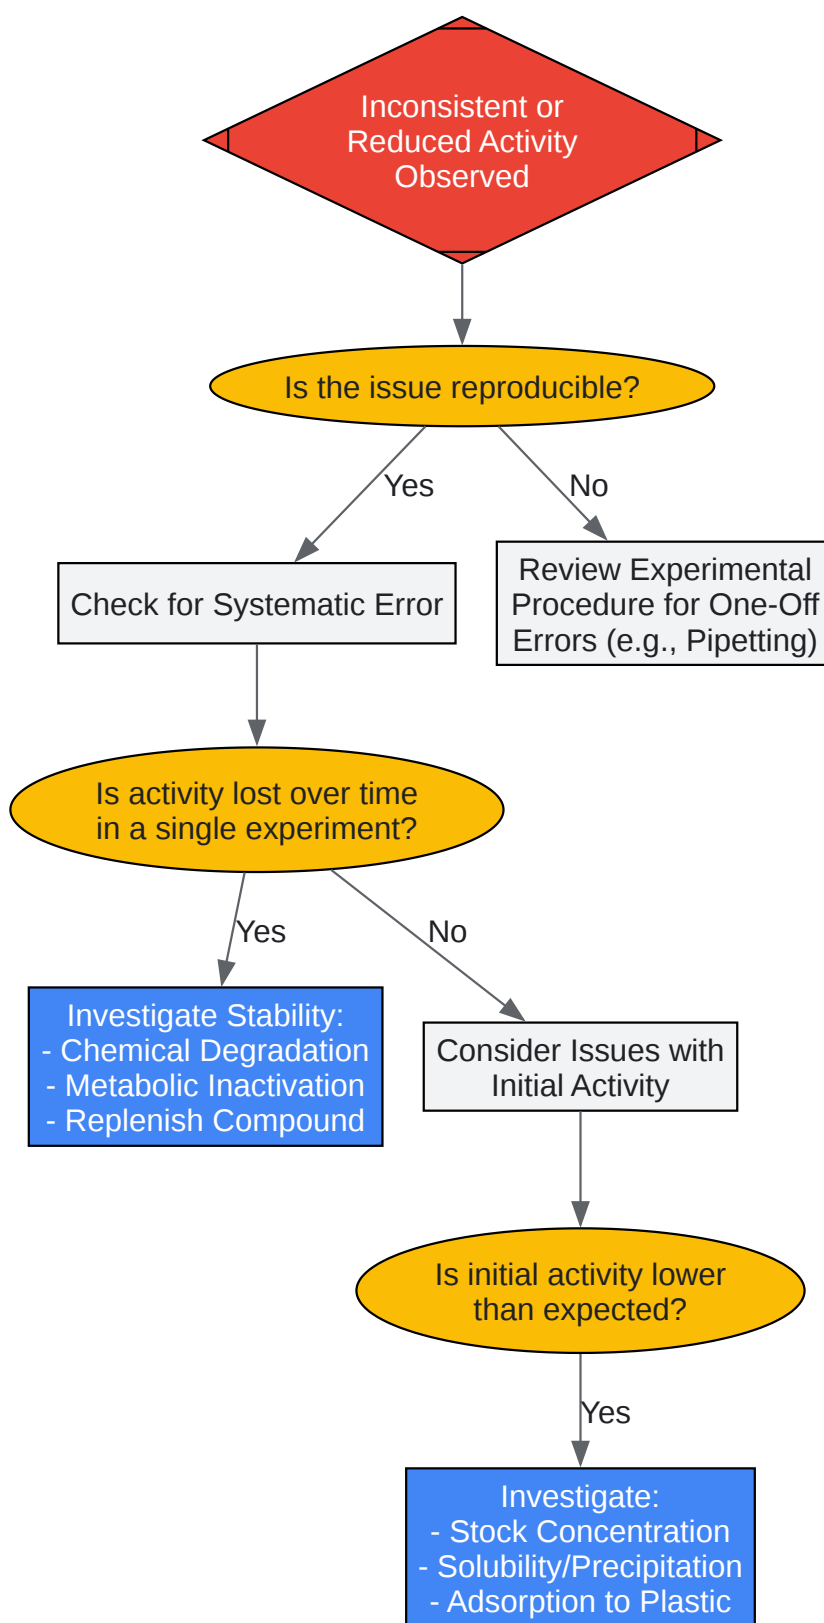 Inconsistent or
Reduced Activity
Observed
Is the issue reproducible?
Yes
No
Check for Systematic Error
Review Experimental
Procedure for One-Off
Errors (e.g., Pipetting)
Is activity lost over time
in a single experiment?
Yes
No
Investigate Stability:
- Chemical Degradation
- Metabolic Inactivation
- Replenish Compound
Consider Issues with
Initial Activity
Is initial activity lower
than expected?
Yes
Investigate:
- Stock Concentration
- Solubility/Precipitation
- Adsorption to Plastic